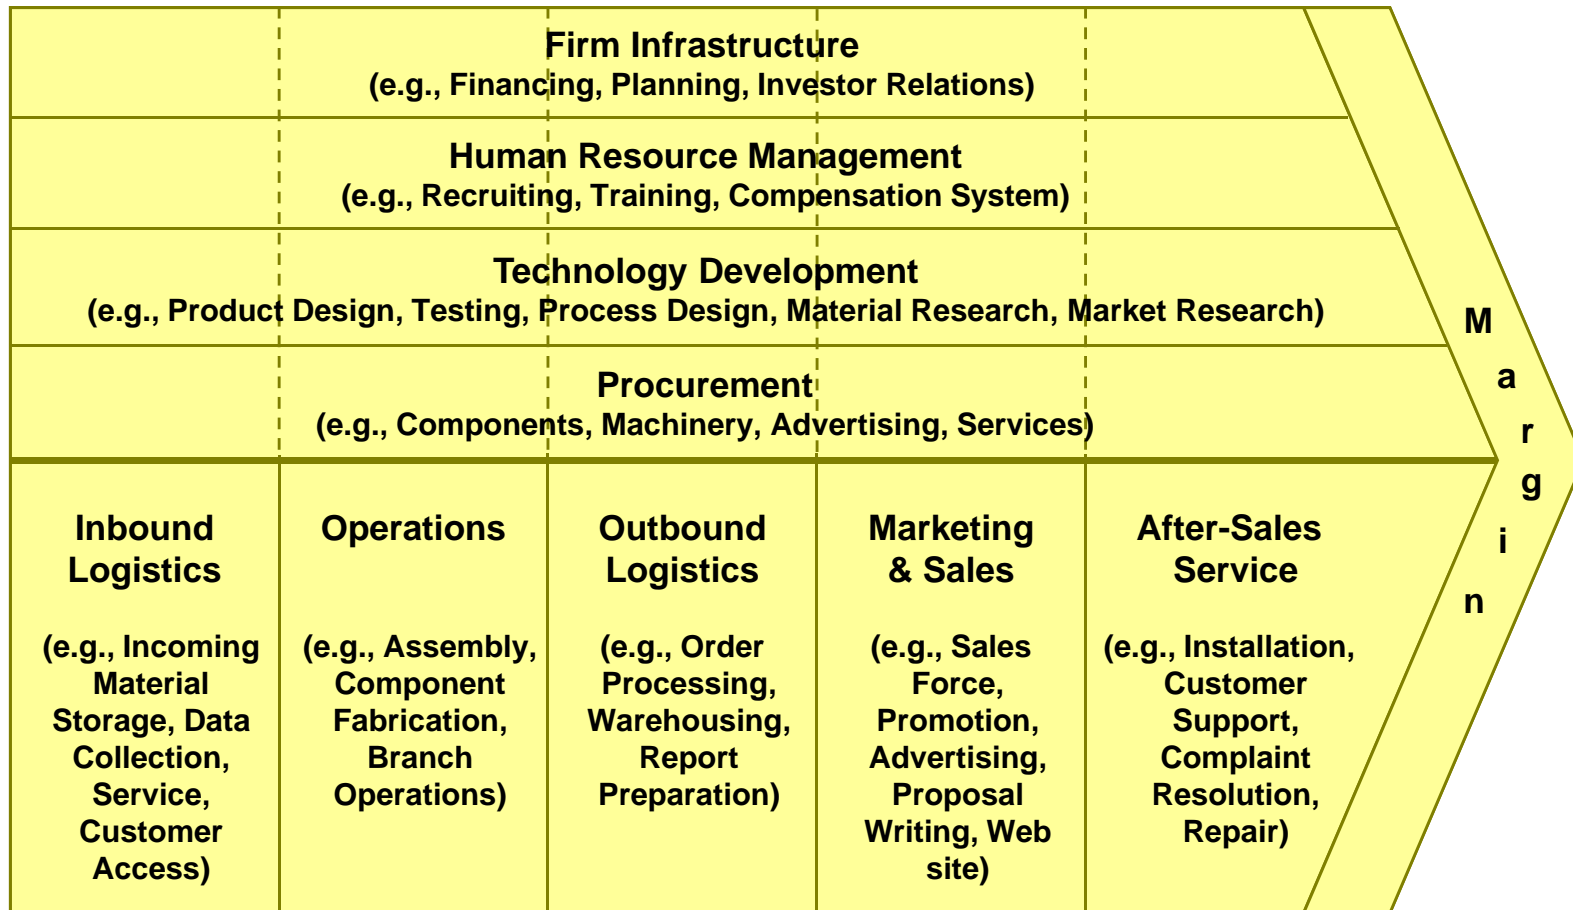 Firm Infrastructure
(e.g., Financing, Planning, Investor Relations)
Human Resource Management
(e.g., Recruiting, Training, Compensation System)
Technology Development
(e.g., Product Design, Testing, Process Design, Material Research, Market Research)
Procurement
(e.g., Components, Machinery, Advertising, Services)
Inbound
Logistics
(e.g., Incoming
Material
Storage, Data
Collection,
Service,
Customer
Access)
Operations
(e.g., Assembly,
Component
Fabrication,
Branch
Operations)
Outbound
Logistics
(e.g., Order
Processing,
Warehousing,
Report
Preparation)
Marketing
& Sales
(e.g., Sales
Force,
Promotion,
Advertising,
Proposal
Writing, Web
site)
After-Sales
Service
(e.g., Installation,
Customer
Support,
Complaint
Resolution,
Repair)
Margin